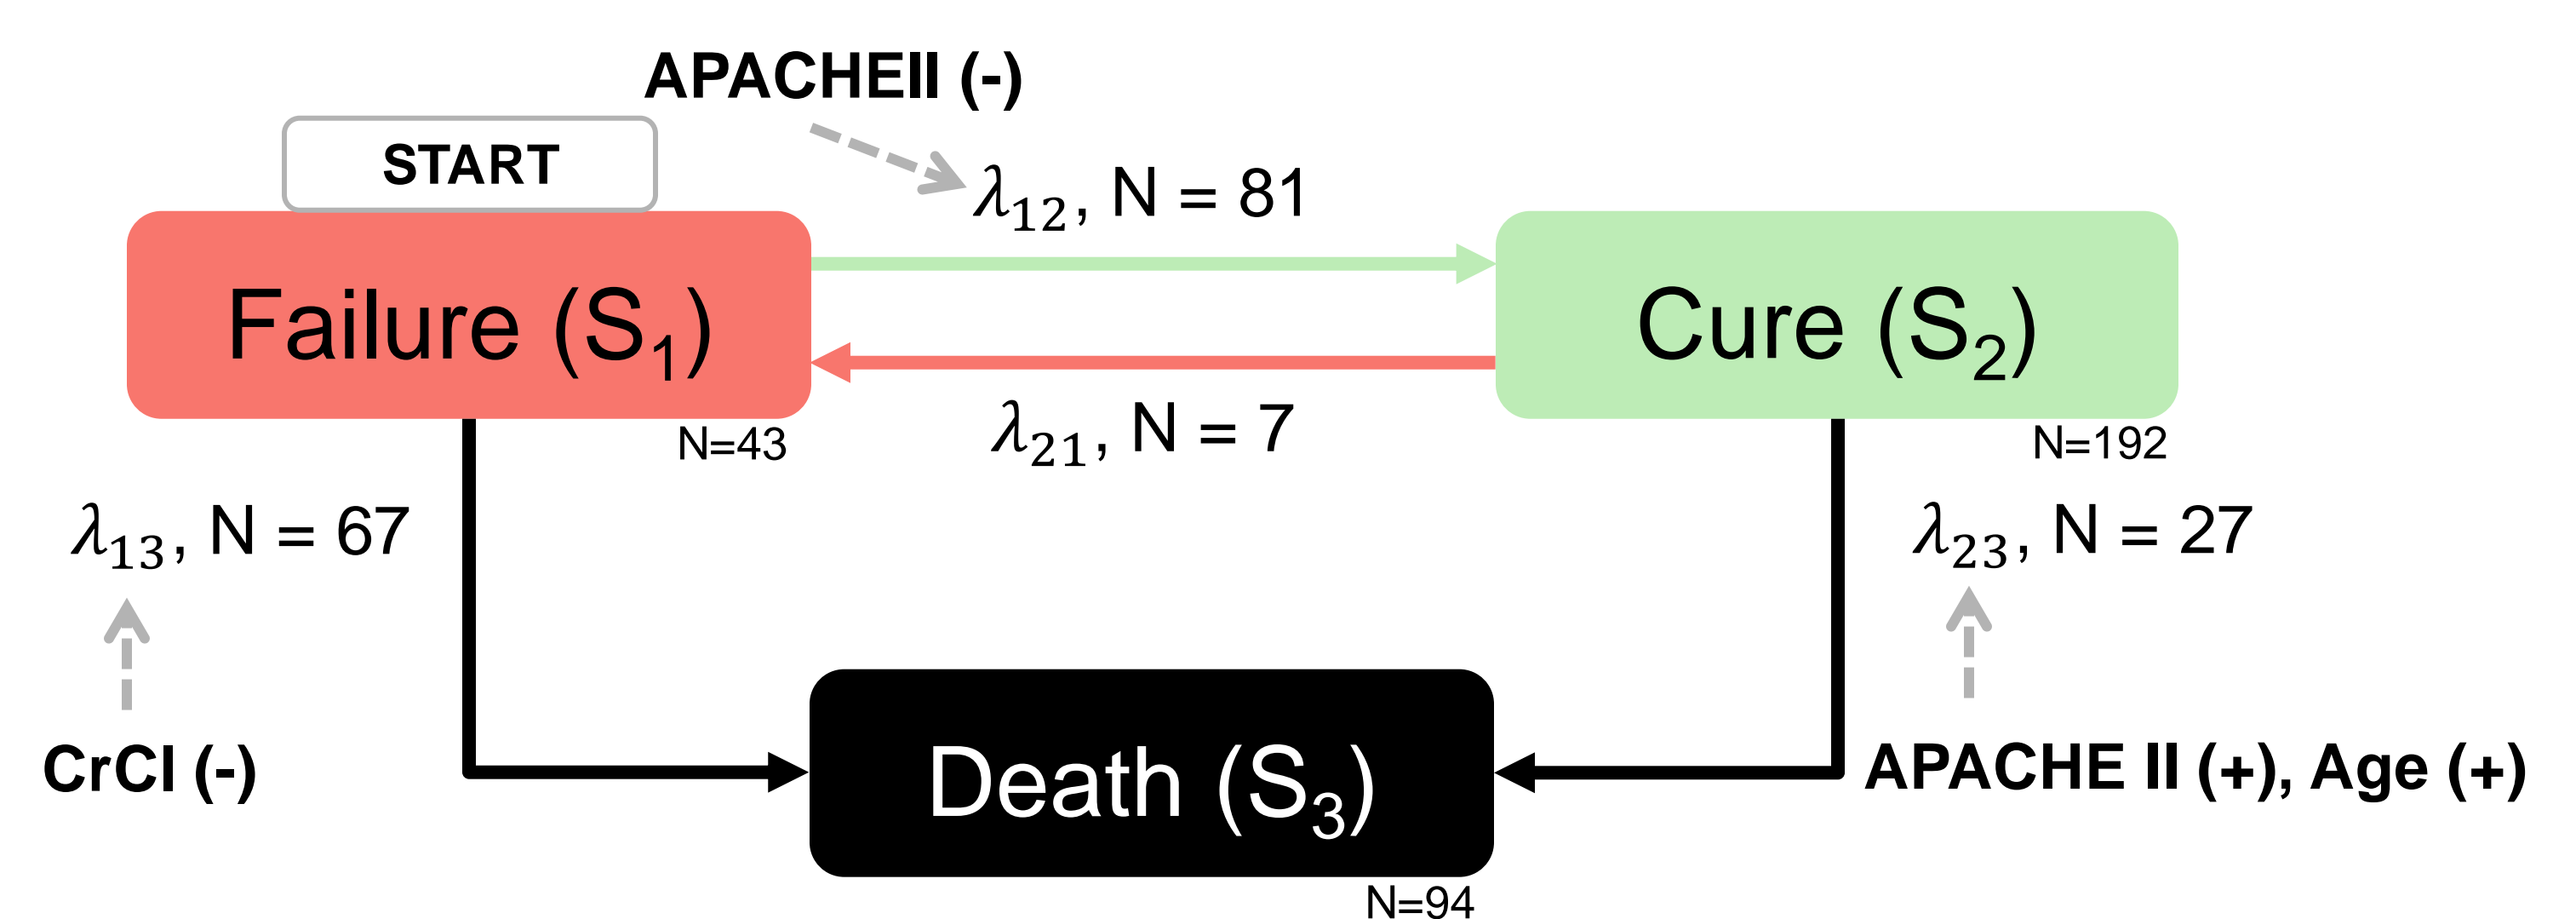 APACHEII (-)
START
λ12, N = 81
Failure (S1)
Cure (S2)
λ21, N = 7
N=43
N=192
λ13, N = 67
λ23, N = 27
CrCl (-)
Death (S3)
APACHE II (+), Age (+)
N=94